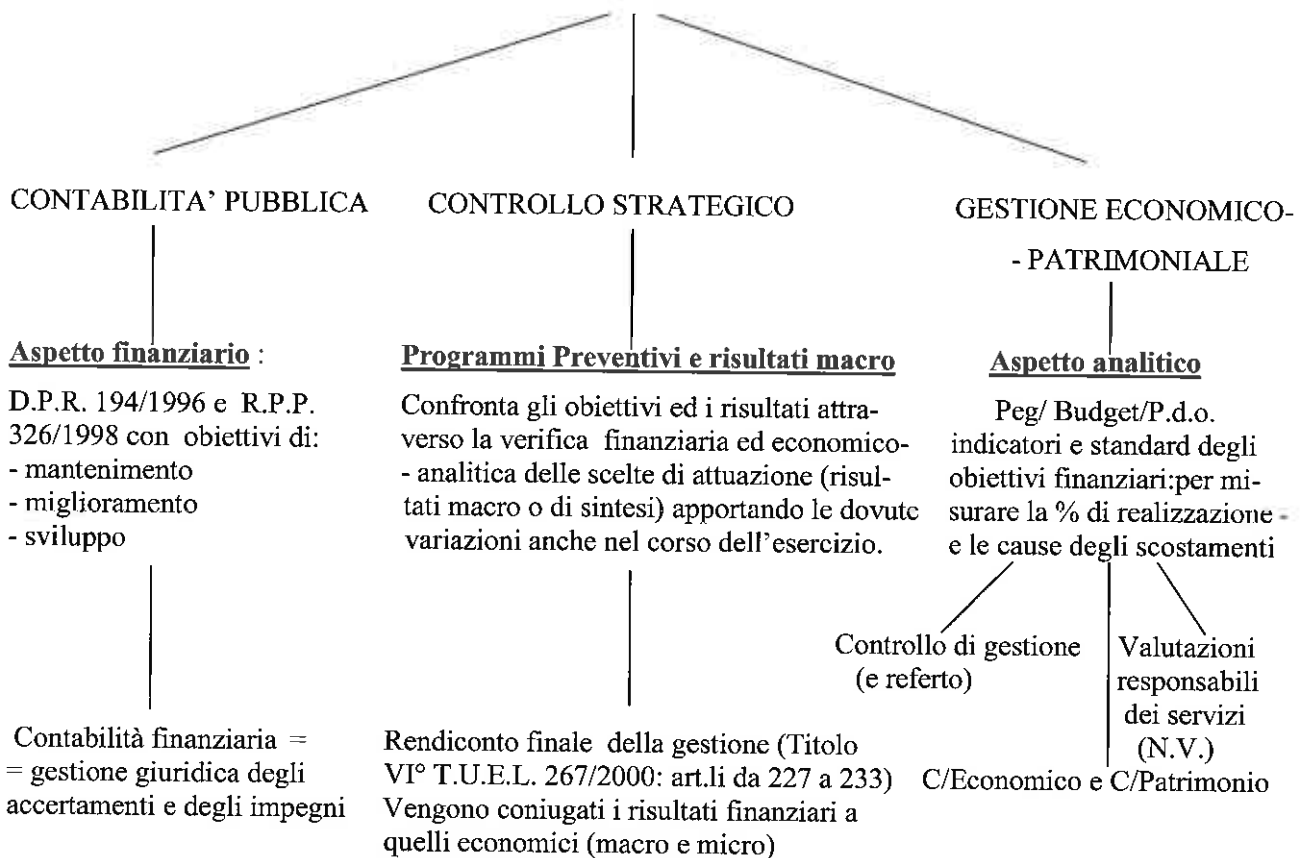 CONTABILITA' PUBBLICA
CONTROLLO STRATEGICO
GESTIONE ECONOMICO-
- PATRIMONIALE
Aspetto finanziario :
D.P.R. 194/1996 e R.P.P.
326/1998 con obiettivi di:
- mantenimento
- miglioramento
- sviluppo
Programmi Preventivi e risultati macro
Confronta gli obiettivi ed i risultati attra-
verso la verifica finanziaria ed economico-
- analitica delle scelte di attuazione (risul-
tati macro o di sintesi) apportando le dovute
variazioni anche nel corso dell'esercizio.
Aspetto analitico
Peg/ Budget/P.d.o.
indicatori e standard degli
obiettivi finanziari:per mi-
surare la % di realizzazione -
e le cause degli scostamenti
Controllo di gestione
(e referto)
Valutazioni
responsabili
dei servizi
(N.V.)
Contabilità finanziaria =
= gestione giuridica degli
accertamenti e degli impegni
Rendiconto finale della gestione (Titolo
VI° T.U.E.L. 267/2000: art.li da 227 a 233)
Vengono coniugati i risultati finanziari a
quelli economici (macro e micro)
C/Economico e C/Patrimonio